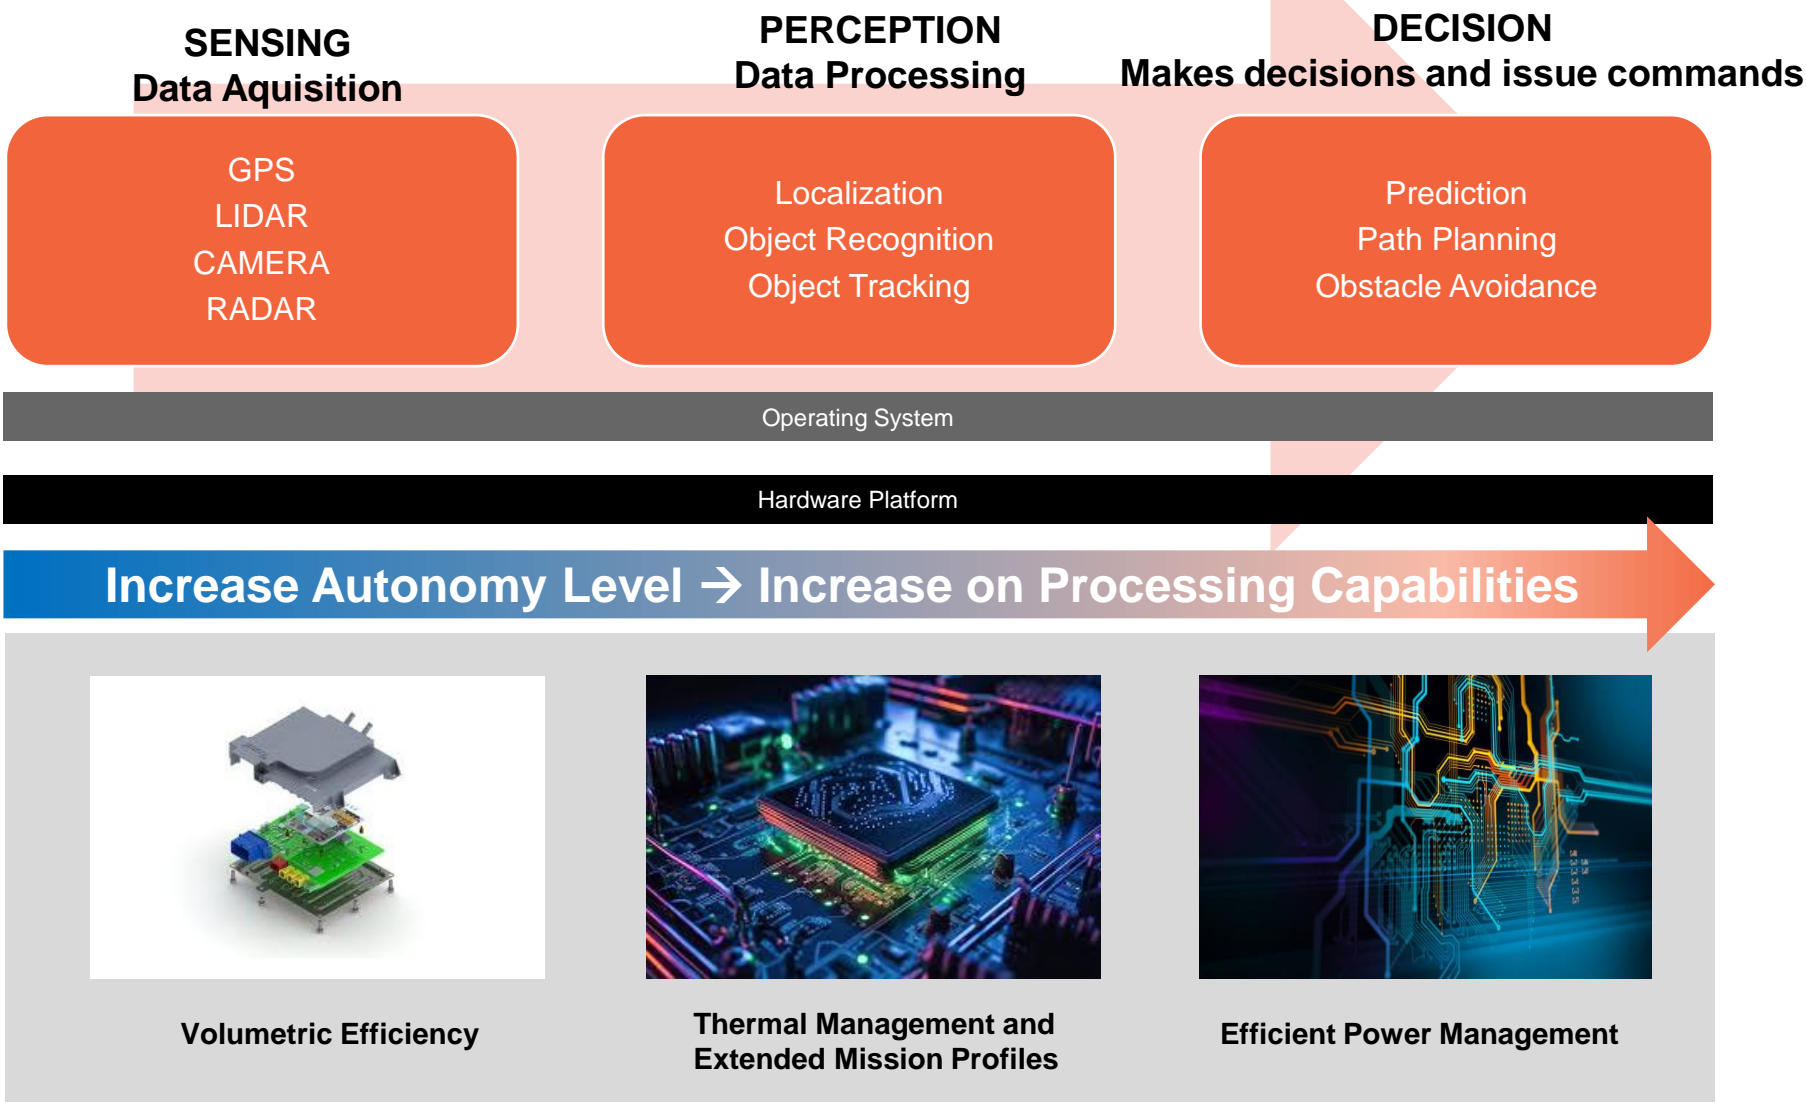 SENSING
Data Aquisition
PERCEPTION
Data Processing
DECISION
Makes decisions and issue commands
GPS
LIDAR
CAMERA
RADAR
Localization
Object Recognition
Object Tracking
Prediction
Path Planning
Obstacle Avoidance
Operating System
Hardware Platform
Increase Autonomy Level → Increase on Processing Capabilities
Volumetric Efficiency
Thermal Management and
Extended Mission Profiles
Efficient Power Management